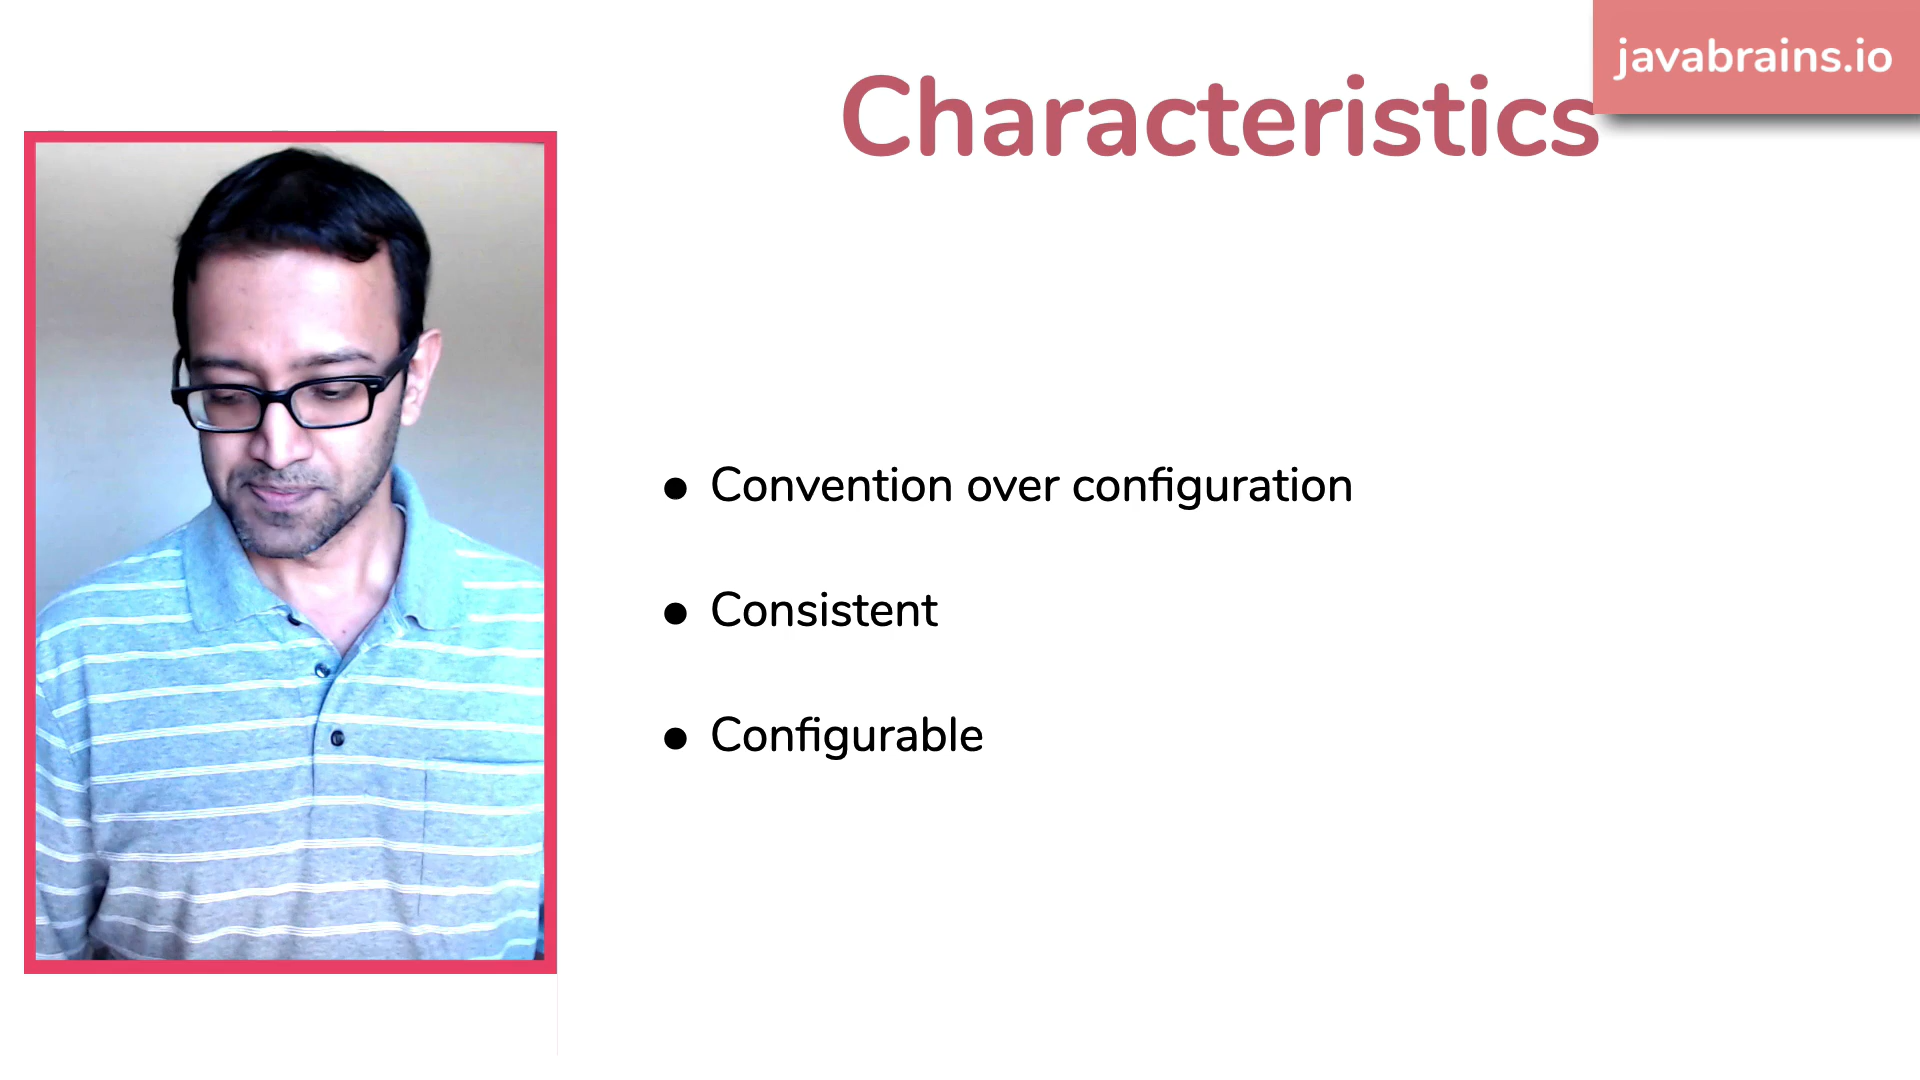 javabrains.io
Characteristics
● Convention over configuration
● Consistent
● Configurable